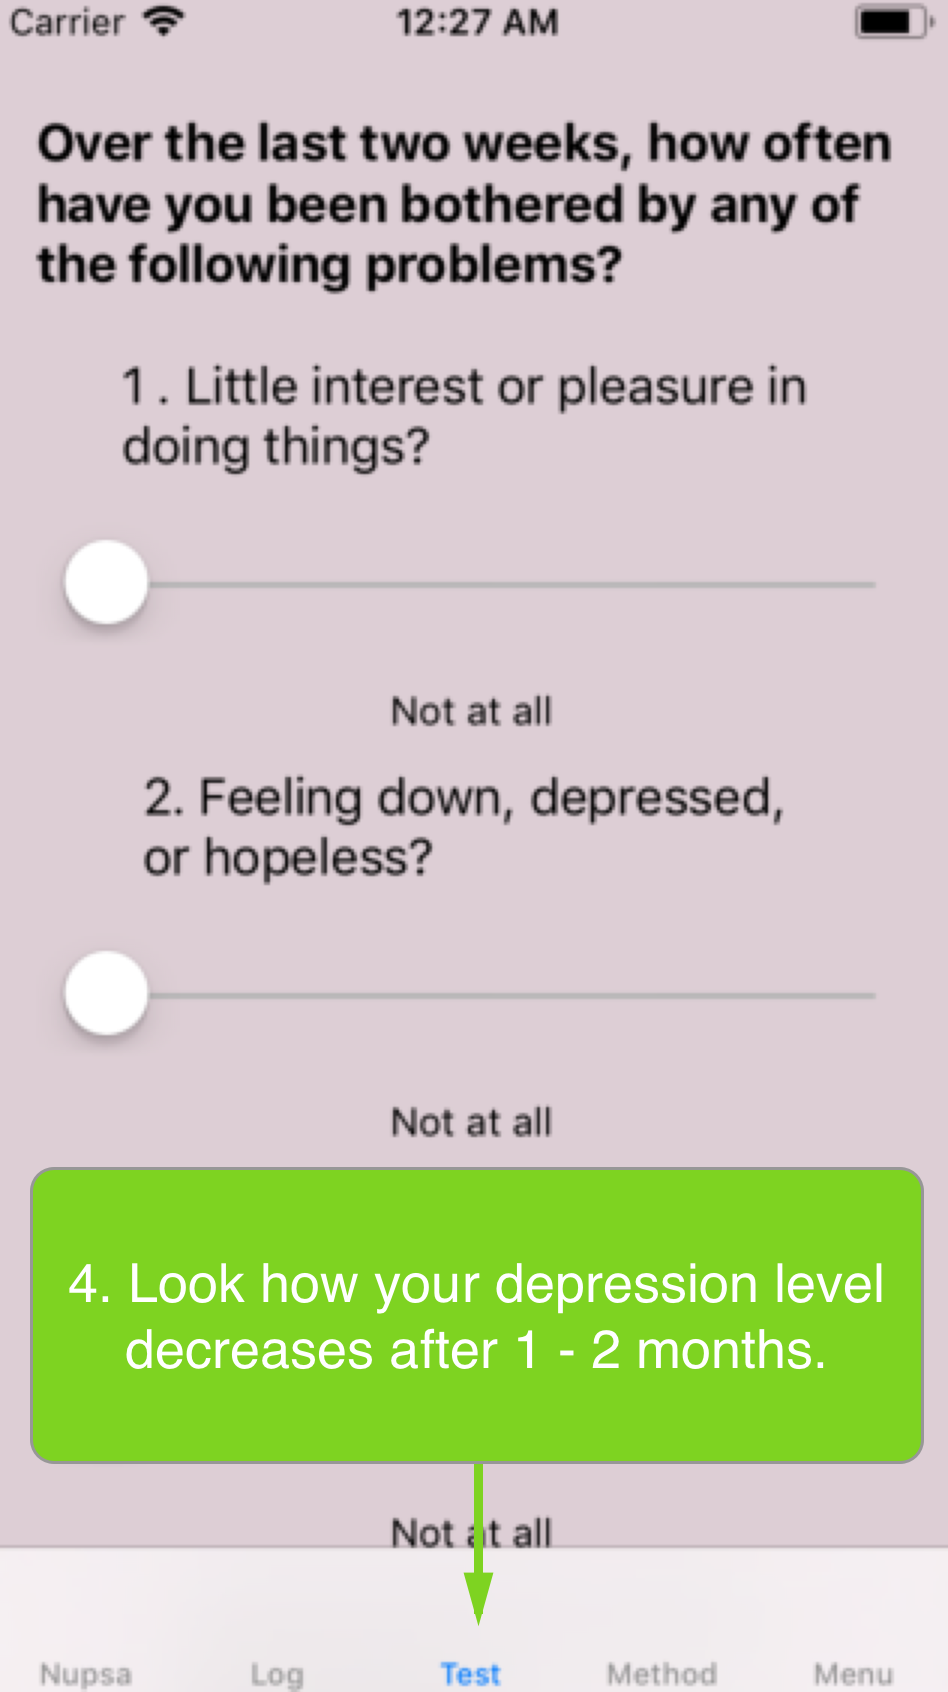 Carrier 12:27 AM
Over the last two weeks, how often
have you been bothered by any of
the following problems?
1 . Little interest or pleasure in
doing things?
Not at all
2. Feeling down, depressed,
or hopeless?
Not at all
4. Look how your depression level
decreases after 1 - 2 months.
Not at all
Nupsa Log Test Method Menu